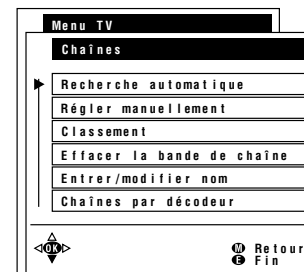 Menu TV
Chaînes
Recherche automatique
Régler manuellement
Classement
Effacer la bande de chaîne
Entrer/modifier nom
Chaînes par décodeur
OK
M Retour
E Fin